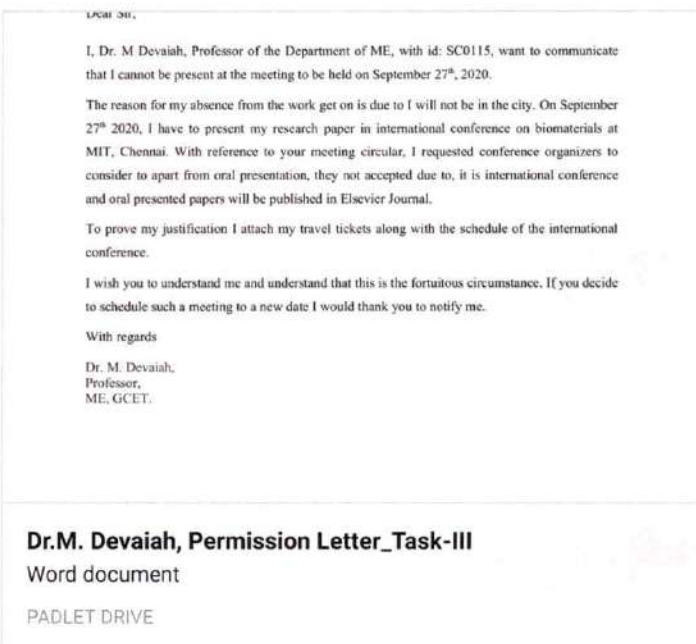 Dear Sir,
I, Dr. M Devaiah, Professor of the Department of ME, with id: SC0115, want to communicate
that I cannot be present at the meeting to be held on September 27th, 2020.
The reason for my absence from the work get on is due to I will not be in the city. On September
27th 2020, I have to present my research paper in international conference on biomaterials at
MIT, Chennai. With reference to your meeting circular, I requested conference organizers to
consider to apart from oral presentation, they not accepted due to, it is international conference
and oral presented papers will be published in Elsevier Journal.
To prove my justification I attach my travel tickets along with the schedule of the international
conference.
I wish you to understand me and understand that this is the fortuitous circumstance. If you decide
to schedule such a meeting to a new date I would thank you to notify me.
With regards
Dr. M. Devaiah,
Professor,
ME, GCET.
Dr.M. Devaiah, Permission Letter_Task-III
Word document
PADLET DRIVE